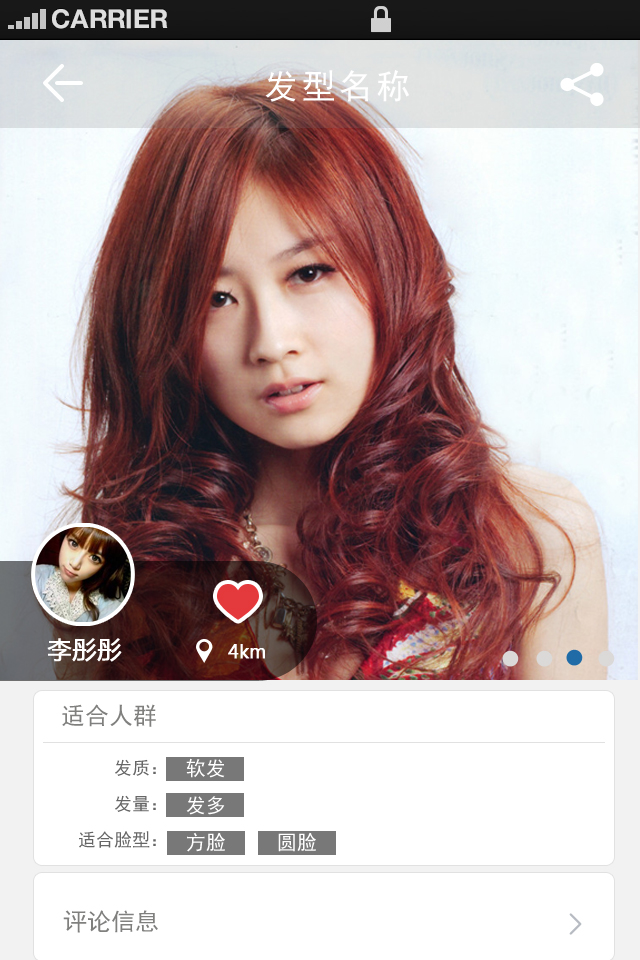 CARRIER
发型名称
李彤彤
4km
适合人群
发质： 软发
发量： 发多
适合脸型： 方脸 圆脸
评论信息